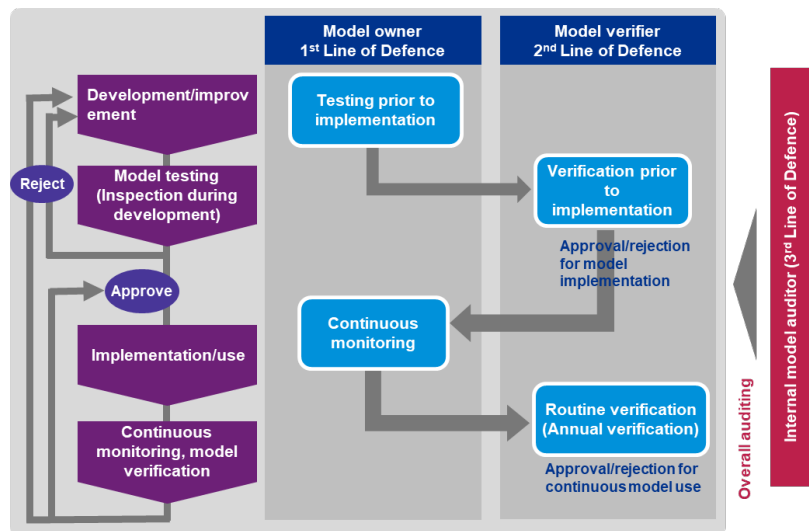 Model owner
1st Line of Defence
Model verifier
2nd Line of Defence
Development/improv
ement
Testing prior to
implementation
Reject
Model testing
(Inspection during
development)
Verification prior
to
implementation
Approval/rejection
for model
implementation
Approve
Implementation/use
Continuous
monitoring
Continuous
monitoring, model
verification
Routine verification
(Annual verification)
Approval/rejection for
continuous model use
Overall auditing
Internal model auditor (3rd Line of Defence)